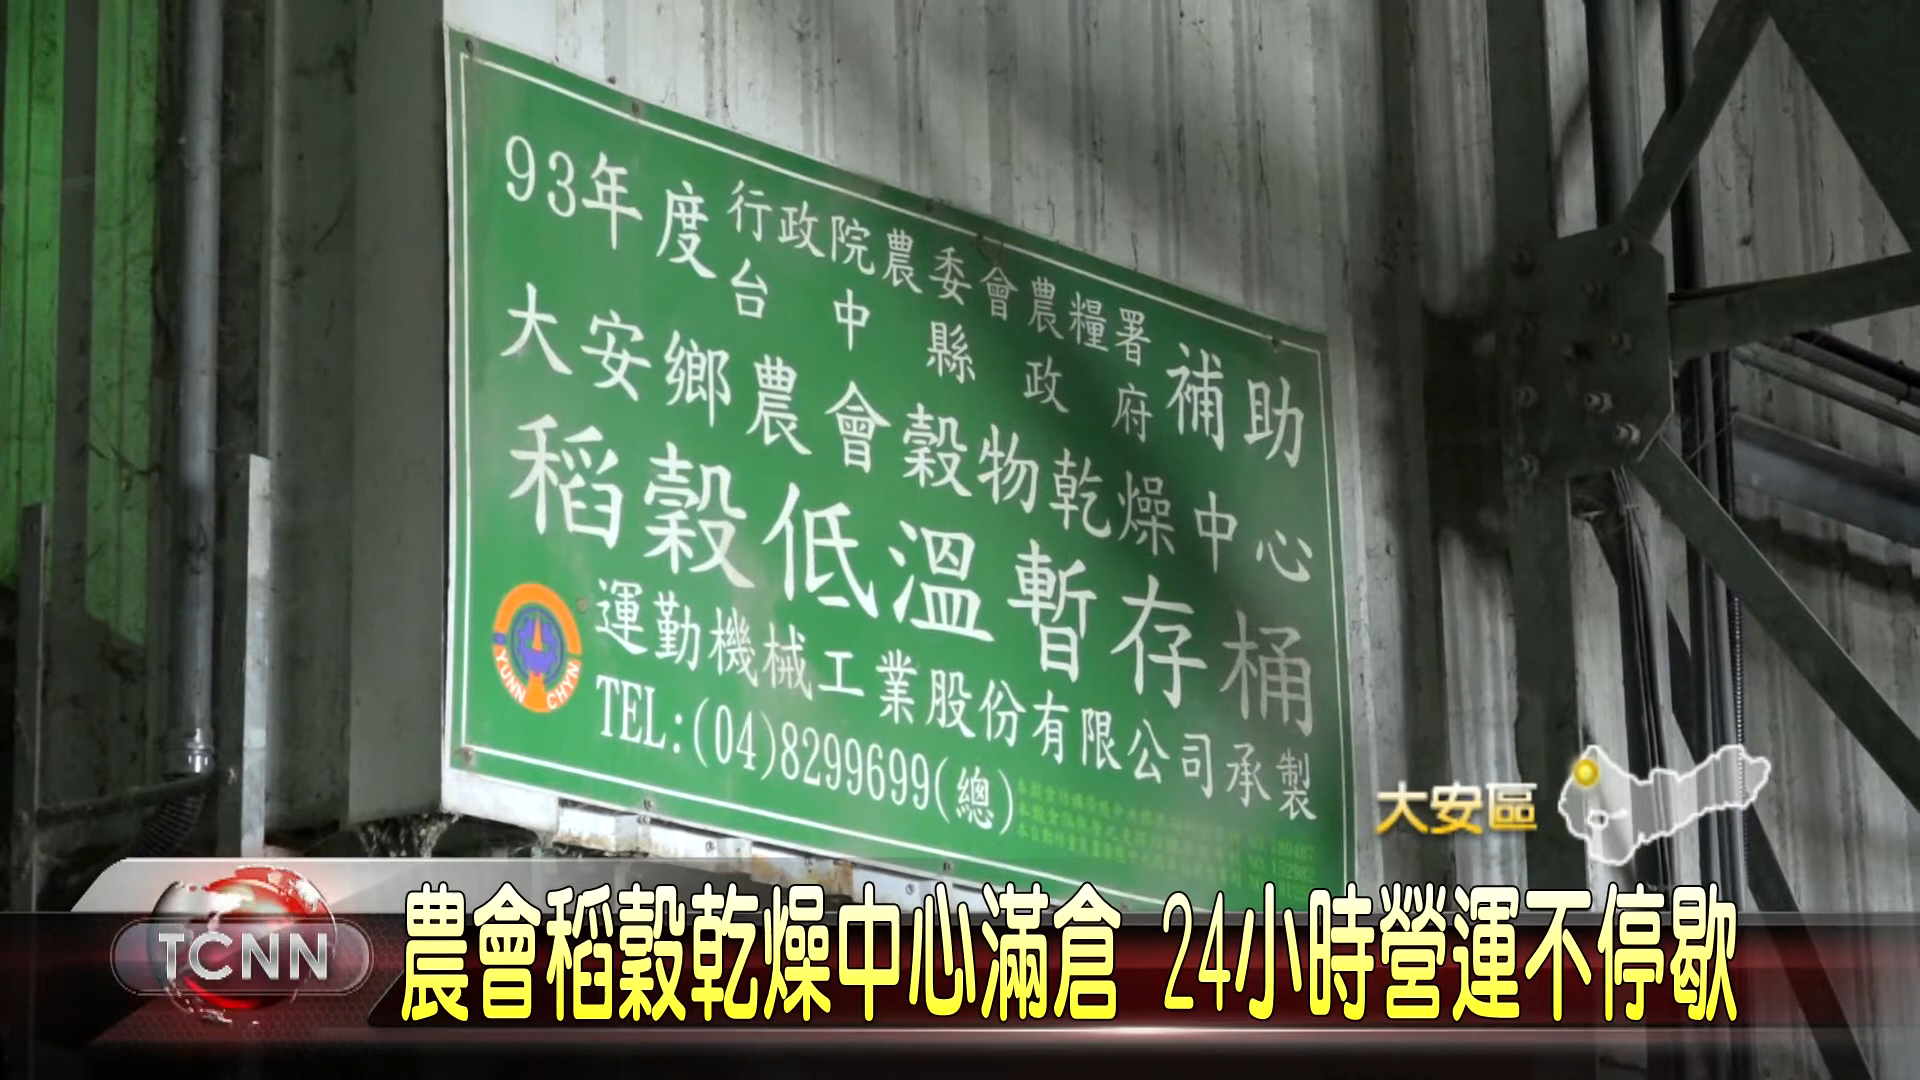 93年度行政院農委會農糧署補助
台中縣政府
大安鄉農會穀物乾燥中心
稻穀低溫暫存桶
運勤機械工業股份有限公司承製
YUNN CHYN
TEL:(04)8299699(總)
大安區
TCNN
農會稻穀乾燥中心滿倉 24小時營運不停歇